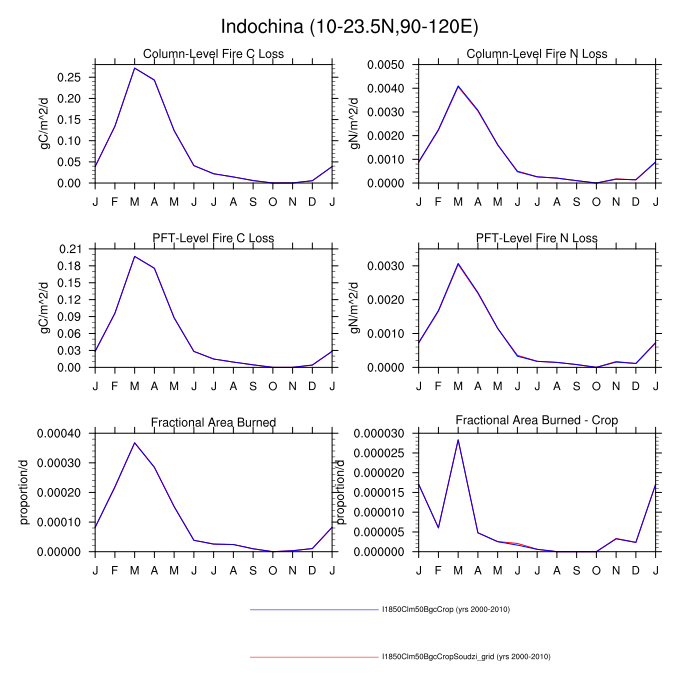 Indochina (10-23.5N,90-120E)
Column-Level Fire C Loss
gC/m^2/d
0.25
0.20
0.15
0.10
0.05
0.00
J F M A M J J A S O N D J
Column-Level Fire N Loss
gN/m^2/d
0.0050
0.0040
0.0030
0.0020
0.0010
0.0000
J F M A M J J A S O N D J
PFT-Level Fire C Loss
gC/m^2/d
0.21
0.18
0.15
0.12
0.09
0.06
0.03
0.00
J F M A M J J A S O N D J
PFT-Level Fire N Loss
gN/m^2/d
0.0030
0.0020
0.0010
0.0000
J F M A M J J A S O N D J
Fractional Area Burned
proportion/d
0.00040
0.00030
0.00020
0.00010
0.00000
J F M A M J J A S O N D J
Fractional Area Burned - Crop
proportion/d
0.000030
0.000025
0.000020
0.000015
0.000010
0.000005
0.000000
J F M A M J J A S O N D J
I1850Clm50BgcCrop (yrs 2000-2010)
I1850Clm50BgcCropSoudzi_grid (yrs 2000-2010)